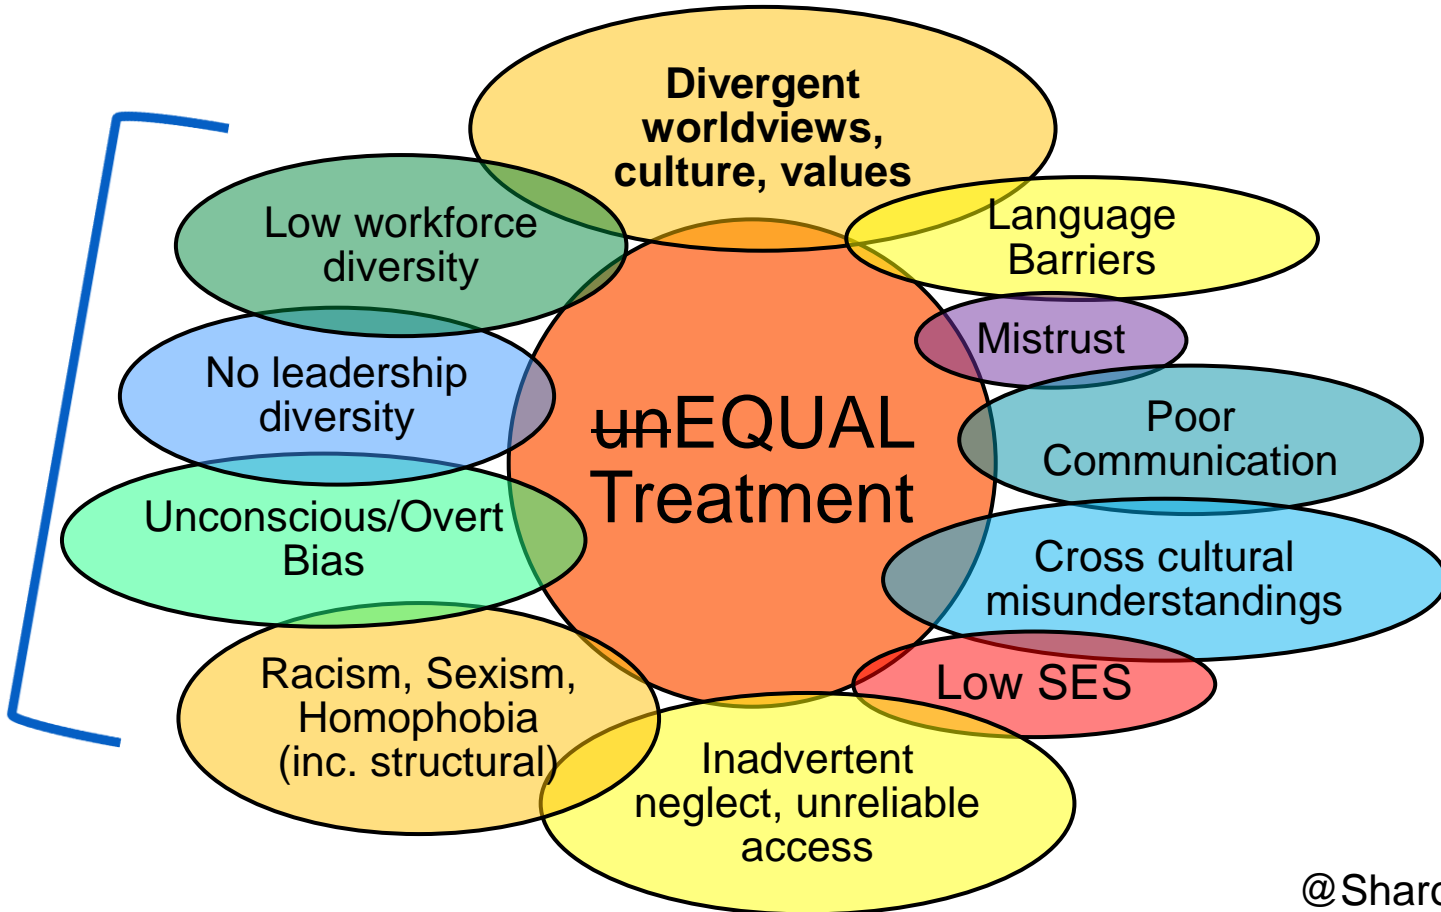 Divergent
worldviews,
culture, values
Low workforce
diversity
Language
Barriers
Mistrust
No leadership
diversity
unEQUAL
Treatment
Poor
Communication
Unconscious/Overt
Bias
Cross cultural
misunderstandings
Racism, Sexism,
Homophobia
(inc. structural)
Low SES
Inadvertent
neglect, unreliable
access